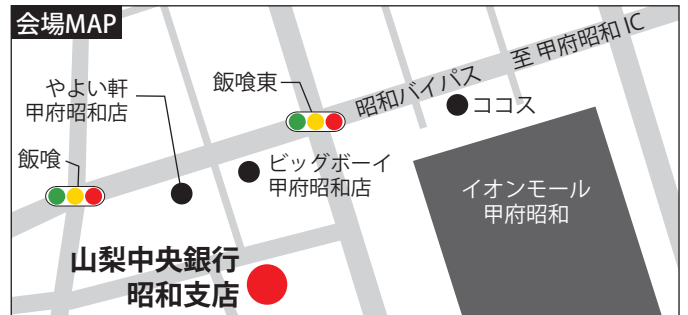 会場MAP
至 甲府昭和 IC
昭和バイパス
飯喰東
やよい軒
甲府昭和店
ココス
飯喰
ビッグボーイ
甲府昭和店
イオンモール
甲府昭和
山梨中央銀行
昭和支店